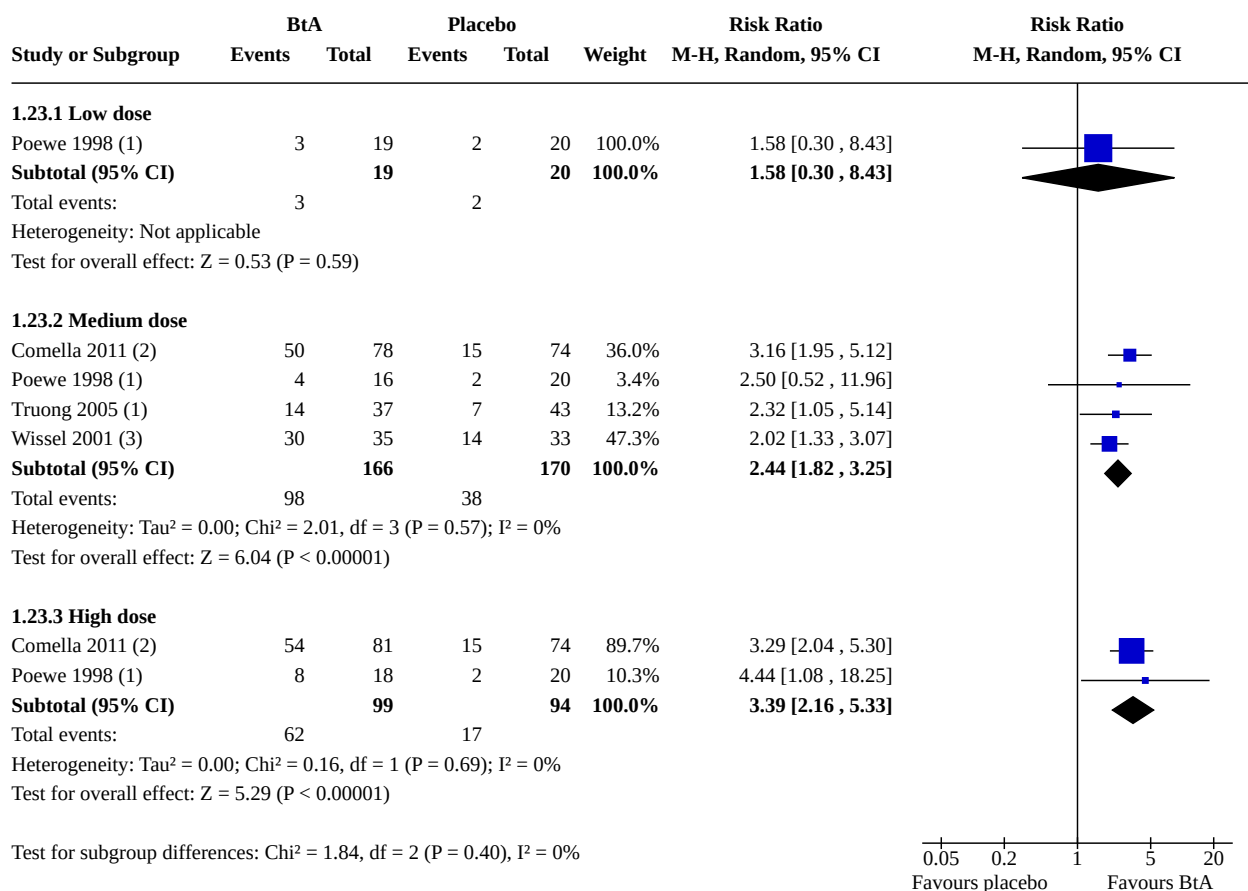 BtA Placebo Risk Ratio Risk Ratio
Study or Subgroup Events Total Events Total Weight M-H, Random, 95% CI M-H, Random, 95% CI
1.23.1 Low dose
Poewe 1998 (1) 3 19 2 20 100.0% 1.58 [0.30 , 8.43]
Subtotal (95% CI) 19 20 100.0% 1.58 [0.30 , 8.43]
Total events: 3 2
Heterogeneity: Not applicable
Test for overall effect: Z = 0.53 (P = 0.59)
1.23.2 Medium dose
Comella 2011 (2) 50 78 15 74 36.0% 3.16 [1.95 , 5.12]
Poewe 1998 (1) 4 16 2 20 3.4% 2.50 [0.52 , 11.96]
Truong 2005 (1) 14 37 7 43 13.2% 2.32 [1.05 , 5.14]
Wissel 2001 (3) 30 35 14 33 47.3% 2.02 [1.33 , 3.07]
Subtotal (95% CI) 166 170 100.0% 2.44 [1.82 , 3.25]
Total events: 98 38
Heterogeneity: Tau² = 0.00; Chi² = 2.01, df = 3 (P = 0.57); I² = 0%
Test for overall effect: Z = 6.04 (P < 0.00001)
1.23.3 High dose
Comella 2011 (2) 54 81 15 74 89.7% 3.29 [2.04 , 5.30]
Poewe 1998 (1) 8 18 2 20 10.3% 4.44 [1.08 , 18.25]
Subtotal (95% CI) 99 94 100.0% 3.39 [2.16 , 5.33]
Total events: 62 17
Heterogeneity: Tau² = 0.00; Chi² = 0.16, df = 1 (P = 0.69); I² = 0%
Test for overall effect: Z = 5.29 (P < 0.00001)
Test for subgroup differences: Chi² = 1.84, df = 2 (P = 0.40), I² = 0%
0.05 0.2 1 5 20
Favours placebo Favours BtA